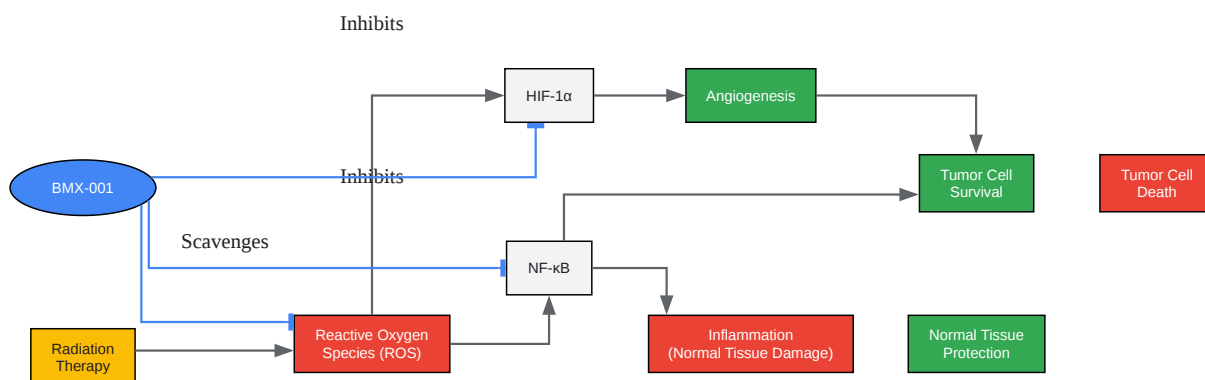 Inhibits
HIF-1α
Angiogenesis
Inhibits
BMX-001
Tumor Cell
Survival
Tumor Cell
Death
Scavenges
NF-κB
Radiation
Therapy
Reactive Oxygen
Species (ROS)
Inflammation
(Normal Tissue Damage)
Normal Tissue
Protection